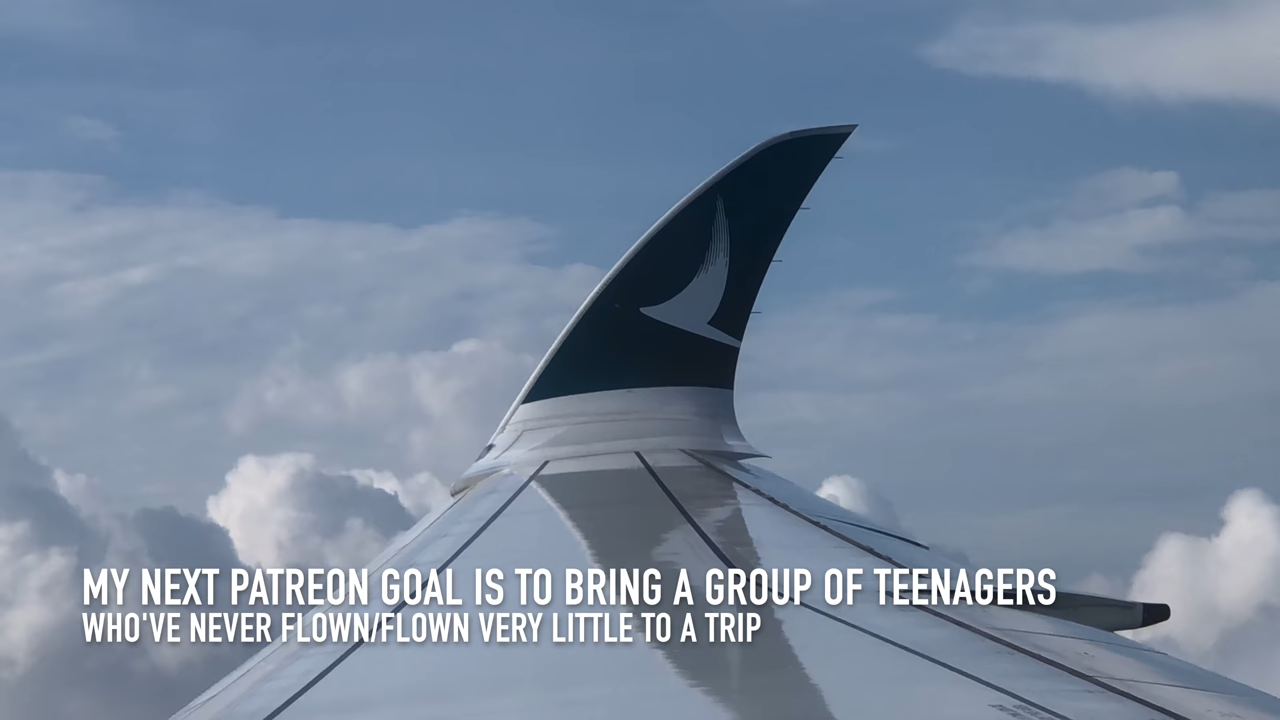 MY NEXT PATREON GOAL IS TO BRING A GROUP OF TEENAGERS
WHO'VE NEVER FLOWN/FLOWN VERY LITTLE TO A TRIP